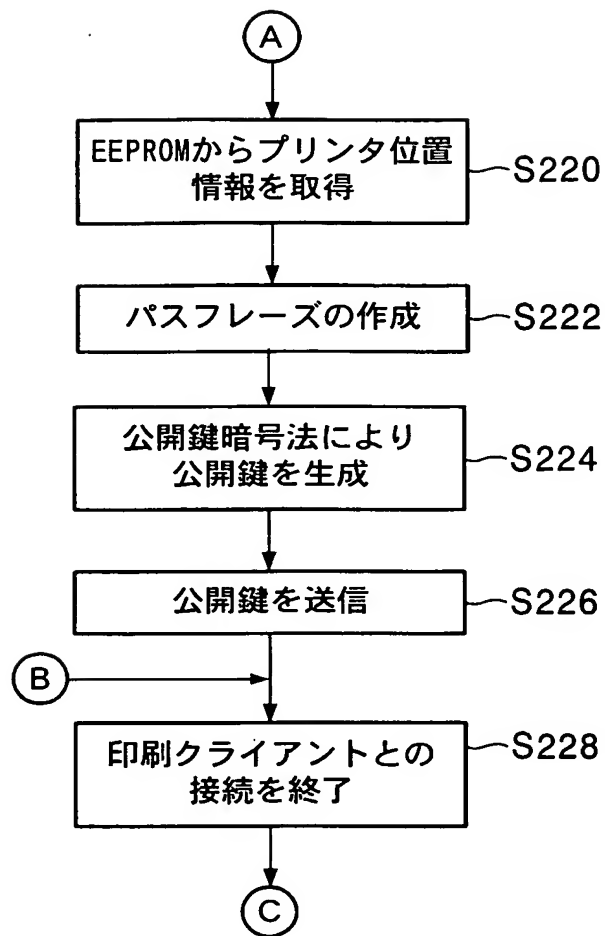 A
EEPROMからプリンタ位置
情報を取得
S220
パスフレーズの作成
S222
公開鍵暗号法により
公開鍵を生成
S224
公開鍵を送信
S226
B
印刷クライアントとの
接続を終了
S228
C